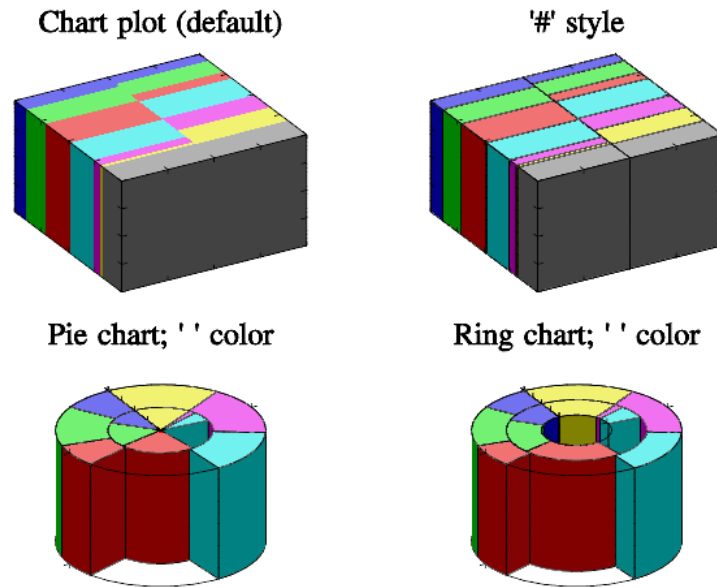 Chart plot (default)
'#' style
Pie chart; ' ' color
Ring chart; ' ' color